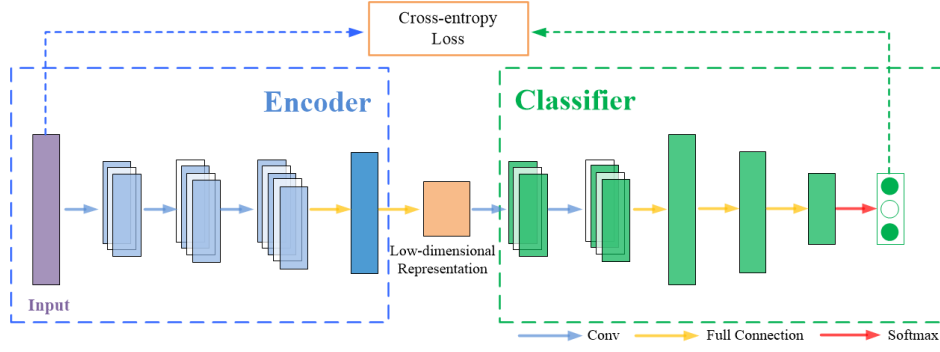 Cross-entropy
Loss
Encoder
Classifier
Low-dimensional
Representation
Input
Conv
Full Connection
Softmax